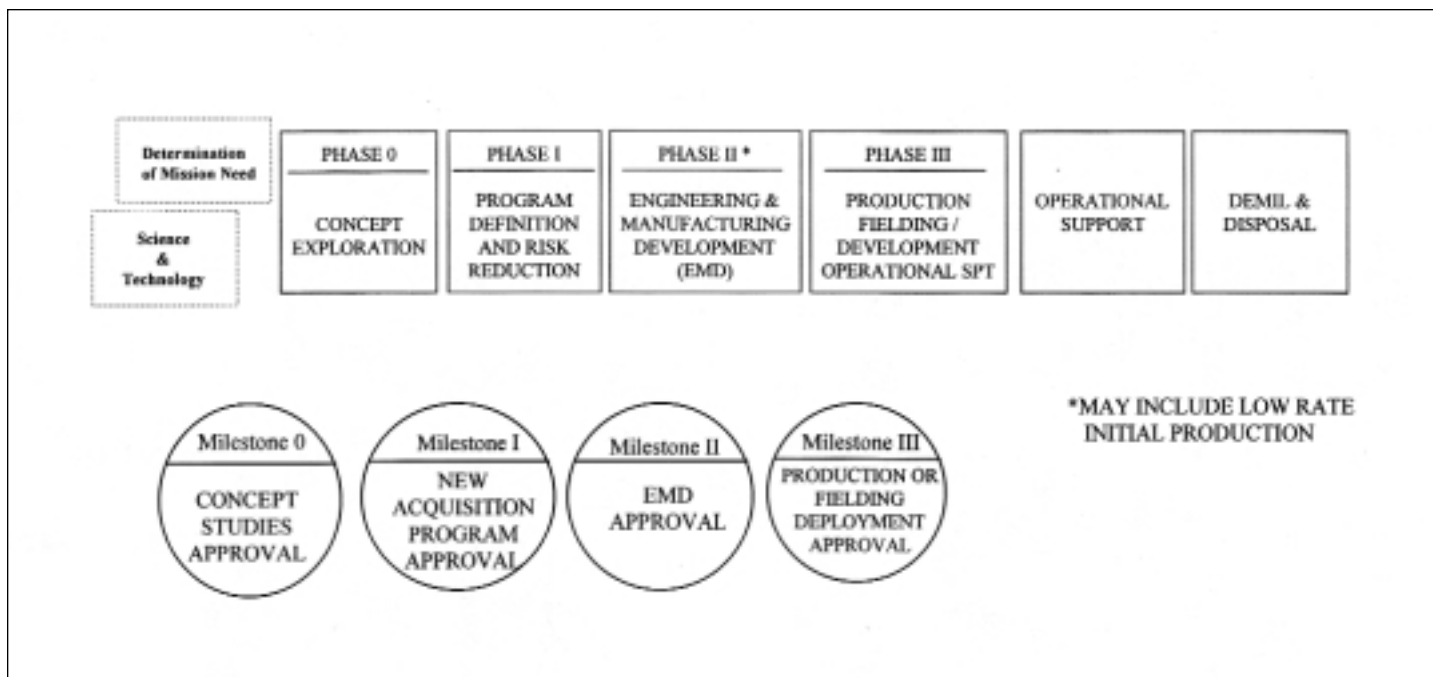 Determination
of Mission Need
Science
&
Technology
PHASE 0
CONCEPT
EXPLORATION
PHASE I
PROGRAM
DEFINITION
AND RISK
REDUCTION
PHASE II *
ENGINEERING &
MANUFACTURING
DEVELOPMENT
(EMD)
PHASE III
PRODUCTION
FIELDING /
DEVELOPMENT
OPERATIONAL SPT
OPERATIONAL
SUPPORT
DEMIL &
DISPOSAL
Milestone 0
CONCEPT
STUDIES
APPROVAL
Milestone I
NEW
ACQUISITION
PROGRAM
APPROVAL
Milestone II
EMD
APPROVAL
Milestone III
PRODUCTION OR
FIELDING
DEPLOYMENT
APPROVAL
*MAY INCLUDE LOW RATE
INITIAL PRODUCTION